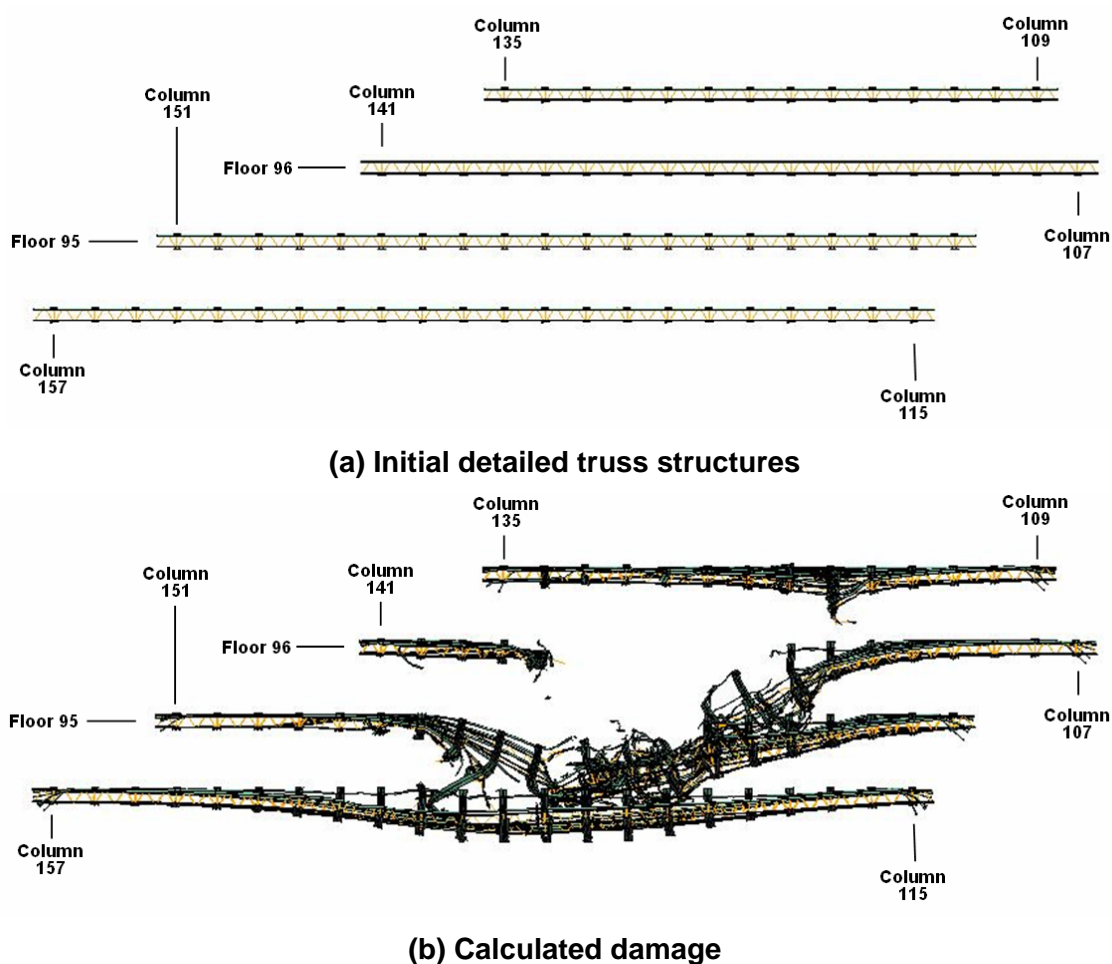 Column
135
Column
109
Column
151
Column
141
Floor 96
Floor 95
Column
107
Column
157
Column
115
(a) Initial detailed truss structures
Column
135
Column
109
Column
151
Column
141
Floor 96
Floor 95
Column
107
Column
157
Column
115
(b) Calculated damage